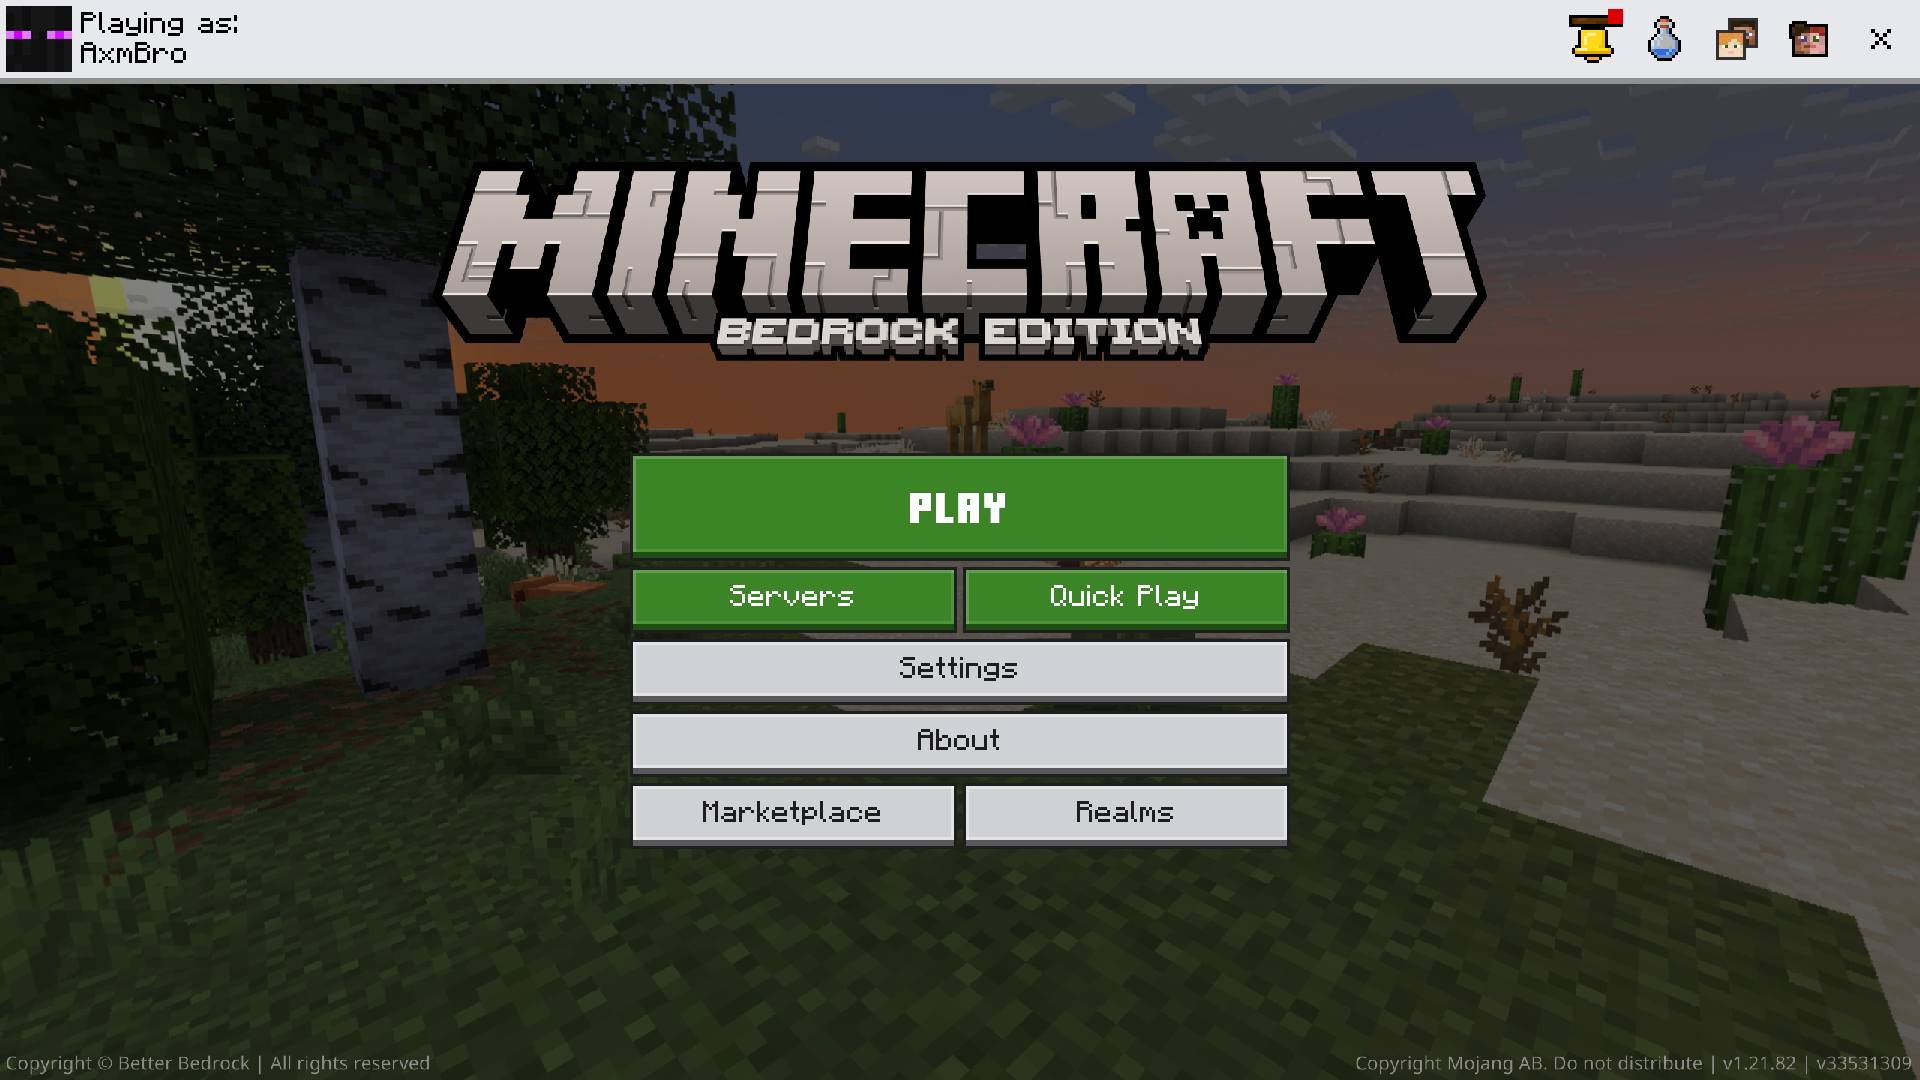 Playing as:
AxmBro
MINECRAFT
BEDROCK EDITION
PLAY
Servers
Quick Play
Settings
About
Marketplace
Realms
Copyright © Better Bedrock | All rights reserved
Copyright Mojang AB. Do not distribute | v1.21.82 | v33531309